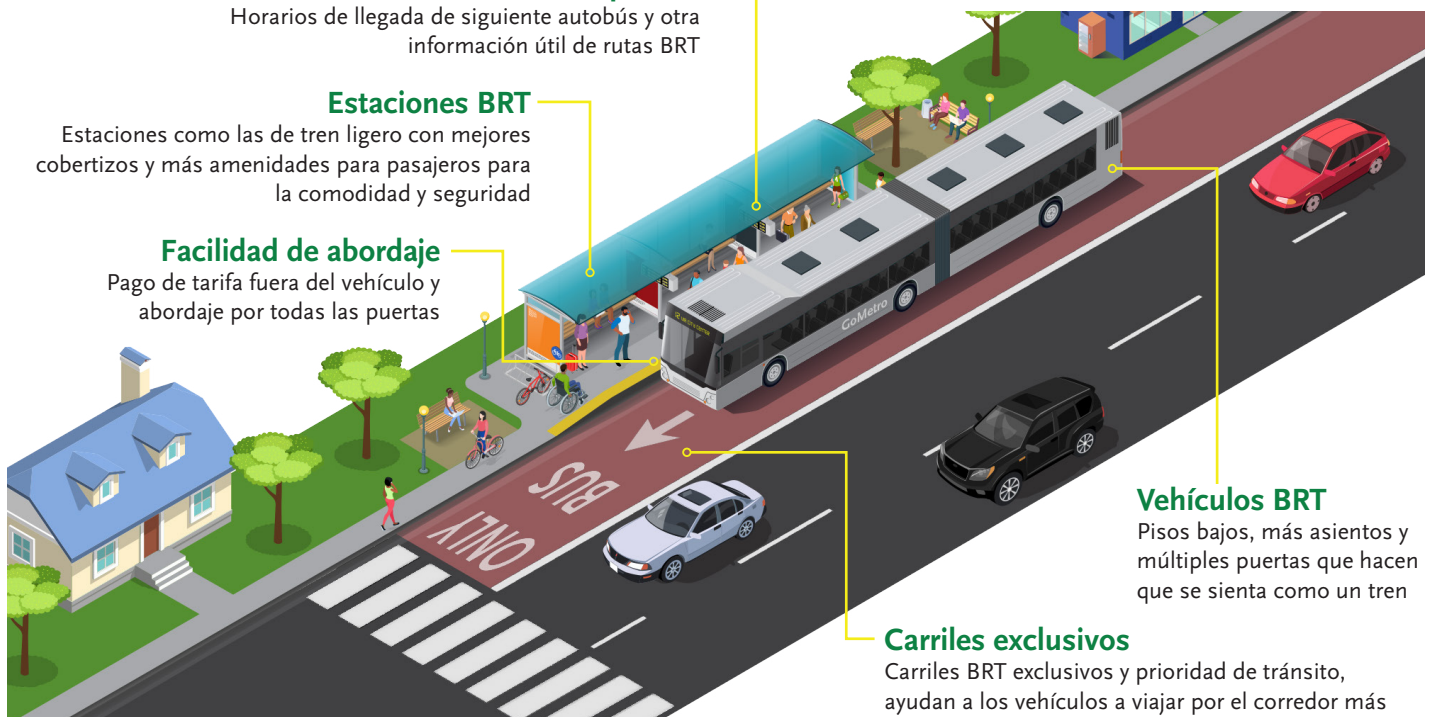 Horarios de llegada de siguiente autobús y otra
información útil de rutas BRT
Estaciones BRT
Estaciones como las de tren ligero con mejores
cobertizos y más amenidades para pasajeros para
la comodidad y seguridad
Facilidad de abordaje
Pago de tarifa fuera del vehículo y
abordaje por todas las puertas
GoMetro
BUS
ONLY
Vehículos BRT
Pisos bajos, más asientos y
múltiples puertas que hacen
que se sienta como un tren
Carriles exclusivos
Carriles BRT exclusivos y prioridad de tránsito,
ayudan a los vehículos a viajar por el corredor más